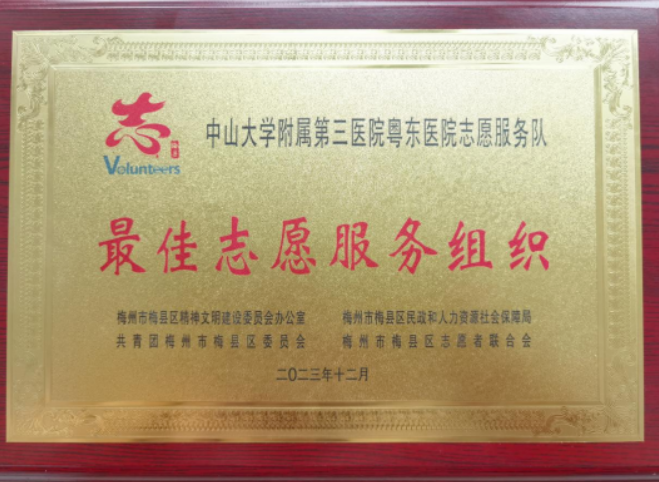 志
Volunteers
中山大学附属第三医院粤东医院志愿服务队
最佳志愿服务组织
梅州市梅县区精神文明建设委员会办公室
梅州市梅县区民政和人力资源社会保障局
共青团梅州市梅县区委员会
梅州市梅县区志愿者联合会
二〇二三年十二月